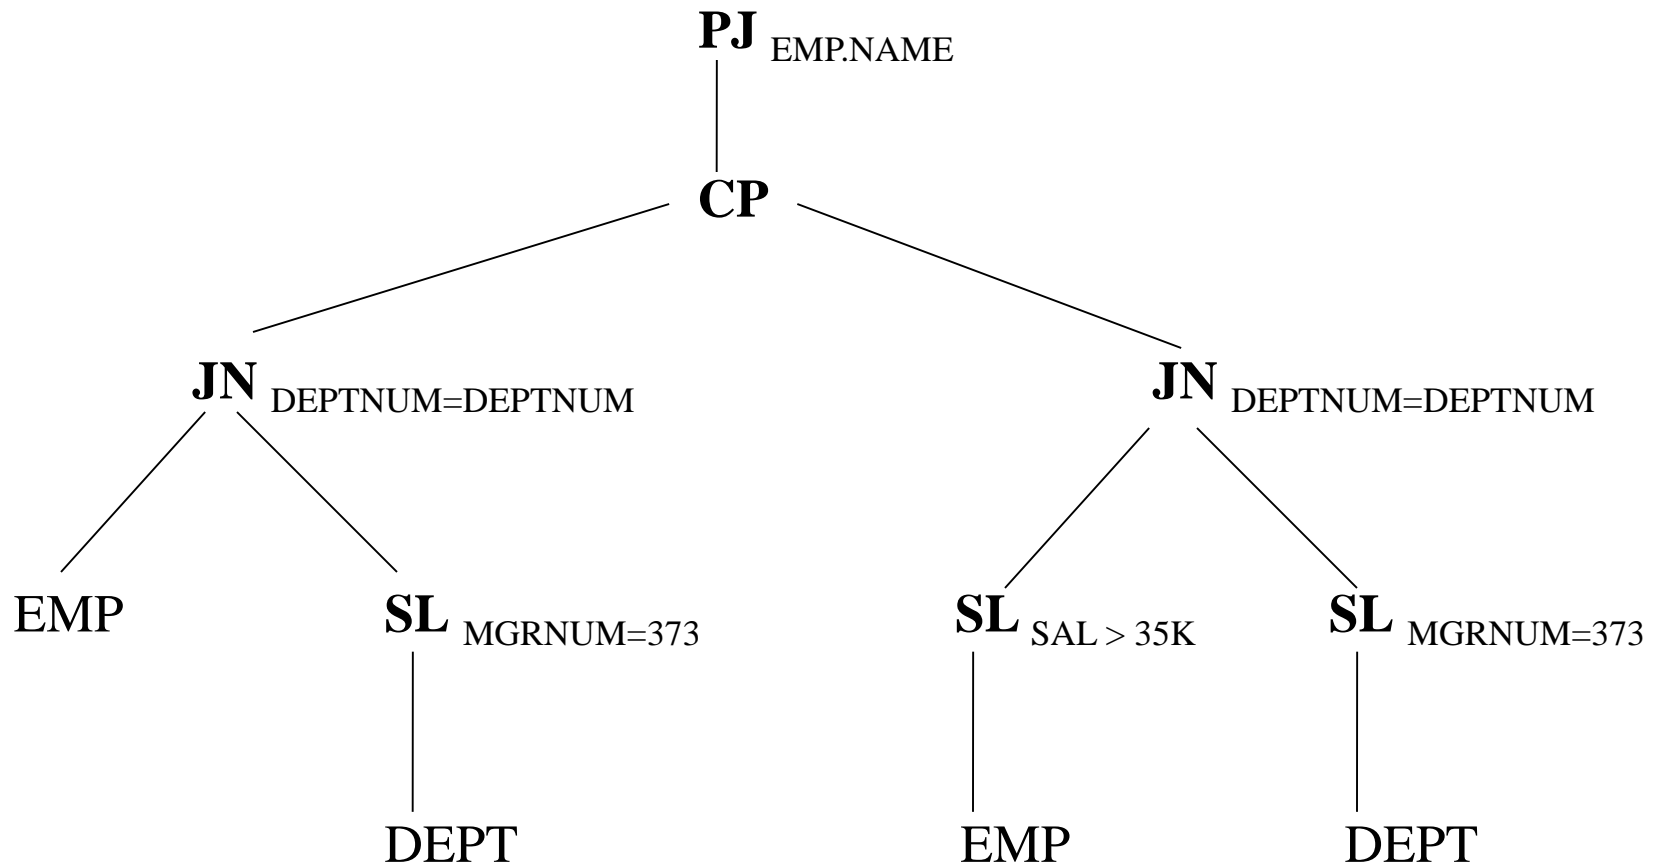 PJ EMP.NAME
CP
JN DEPTNUM=DEPTNUM
JN DEPTNUM=DEPTNUM
EMP
SL MGRNUM=373
SL SAL > 35K
SL MGRNUM=373
DEPT
EMP
DEPT